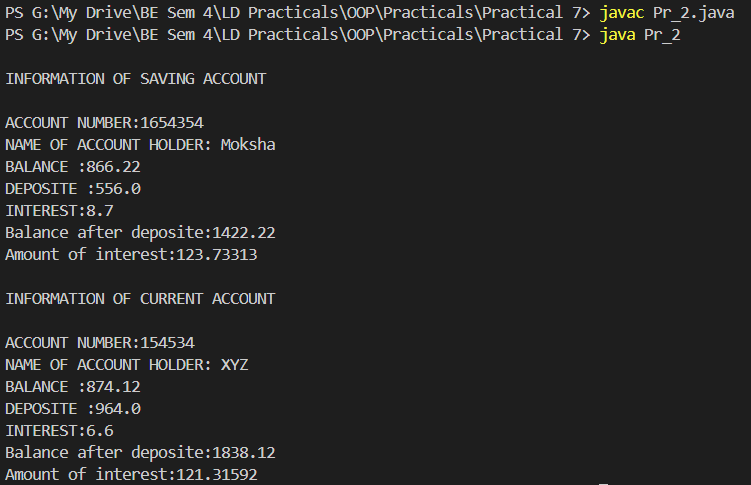 PS G:\My Drive\BE Sem 4\LD Practicals\OOP\Practicals\Practical 7> javac Pr_2.java
PS G:\My Drive\BE Sem 4\LD Practicals\OOP\Practicals\Practical 7> java Pr_2
INFORMATION OF SAVING ACCOUNT
ACCOUNT NUMBER:1654354
NAME OF ACCOUNT HOLDER: Moksha
BALANCE :866.22
DEPOSITE :556.0
INTEREST:8.7
Balance after deposite:1422.22
Amount of interest:123.73313
INFORMATION OF CURRENT ACCOUNT
ACCOUNT NUMBER:154534
NAME OF ACCOUNT HOLDER: XYZ
BALANCE :874.12
DEPOSITE :964.0
INTEREST:6.6
Balance after deposite:1838.12
Amount of interest:121.31592